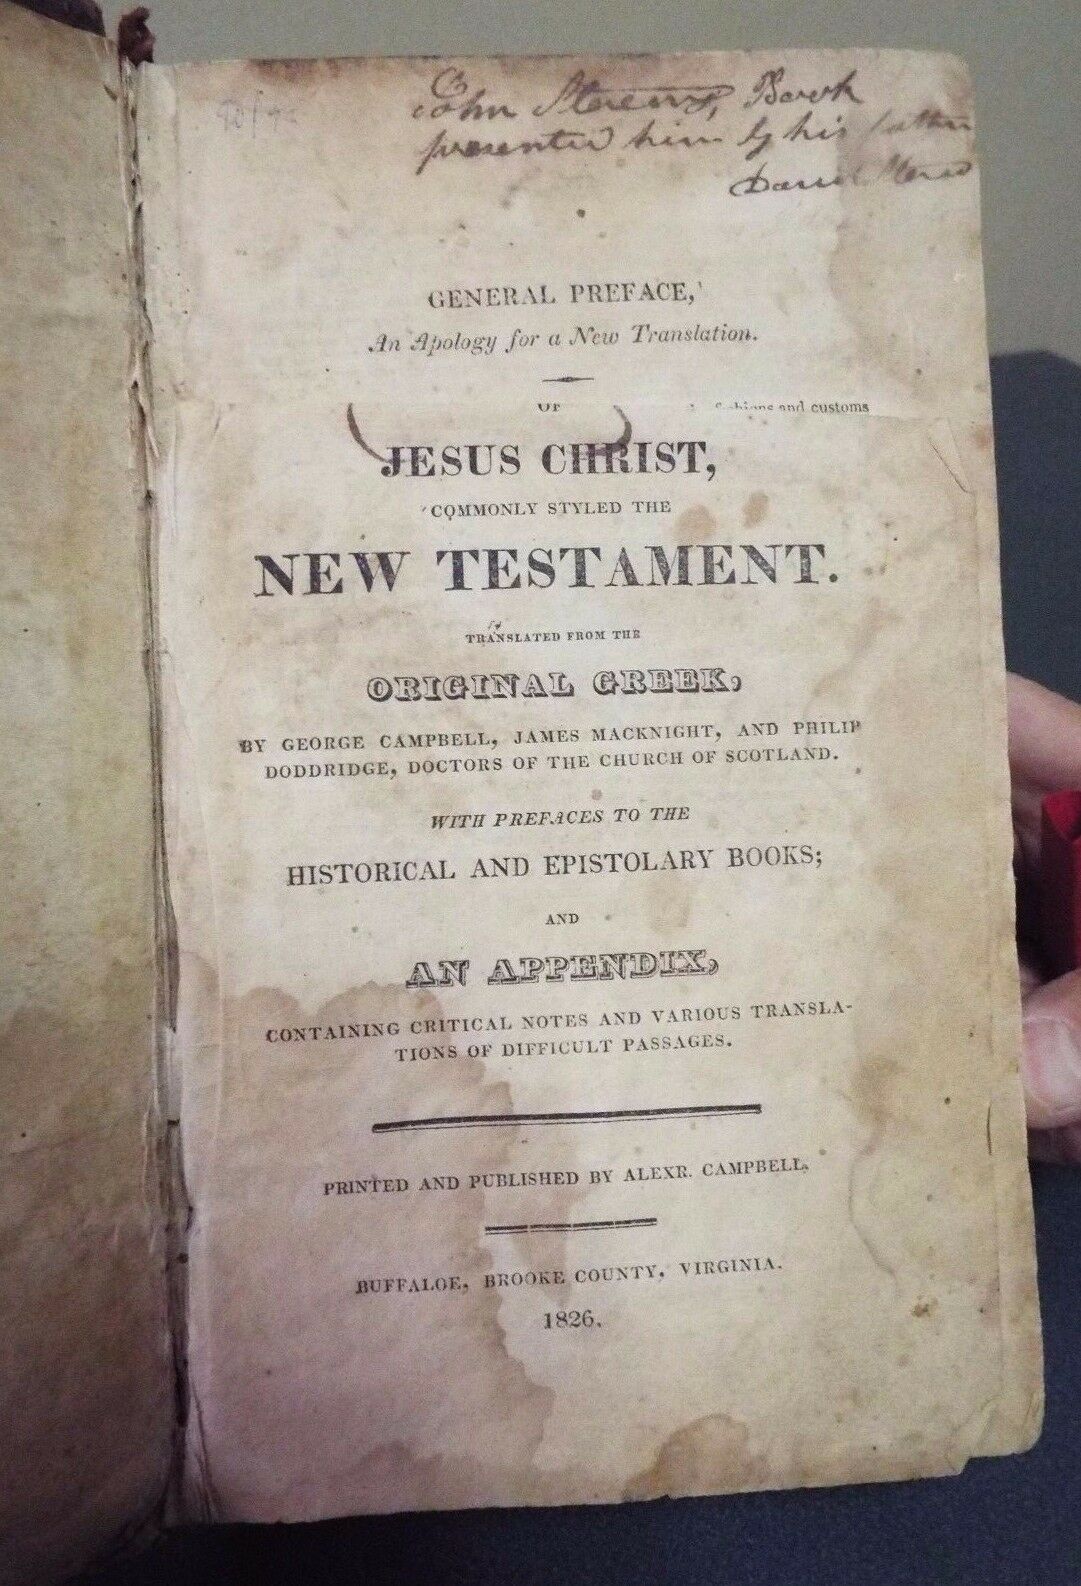 John Book
presented him by his father
GENERAL PREFACE,
An Apology for a New Translation.
OF and customs
JESUS CHRIST,
COMMONLY STYLED THE
NEW TESTAMENT.
TRANSLATED FROM THE
ORIGINAL GREEK,
BY GEORGE CAMPBELL, JAMES MACKNIGHT, AND PHILIP
DODDRIDGE, DOCTORS OF THE CHURCH OF SCOTLAND.
WITH PREFACES TO THE
HISTORICAL AND EPISTOLARY BOOKS;
AND
AN APPENDIX,
CONTAINING CRITICAL NOTES AND VARIOUS TRANSLA-
TIONS OF DIFFICULT PASSAGES.
PRINTED AND PUBLISHED BY ALEXR. CAMPBELL,
BUFFALOE, BROOKE COUNTY, VIRGINIA.
1826.